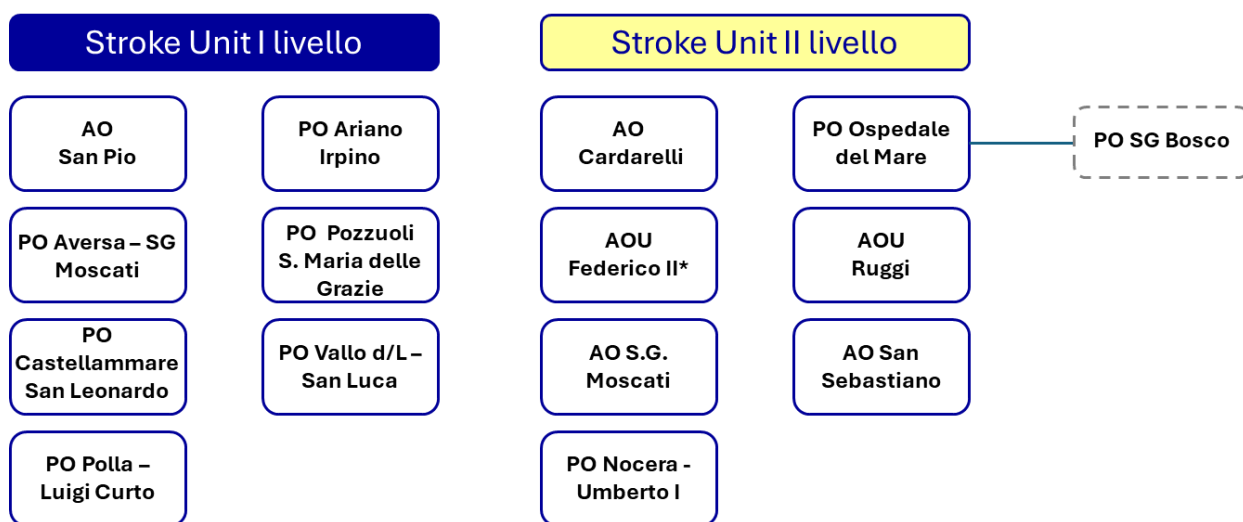 Stroke Unit I livello
AO
San Pio
PO Ariano
Irpino
PO Aversa – SG
Moscati
PO Pozzuoli
S. Maria delle
Grazie
PO
Castellammare
San Leonardo
PO Vallo d/L –
San Luca
PO Polla –
Luigi Curto
Stroke Unit II livello
AO
Cardarelli
PO Ospedale
del Mare
PO SG Bosco
AOU
Federico II*
AOU
Ruggi
AO S.G.
Moscati
AO San
Sebastiano
PO Nocera -
Umberto I